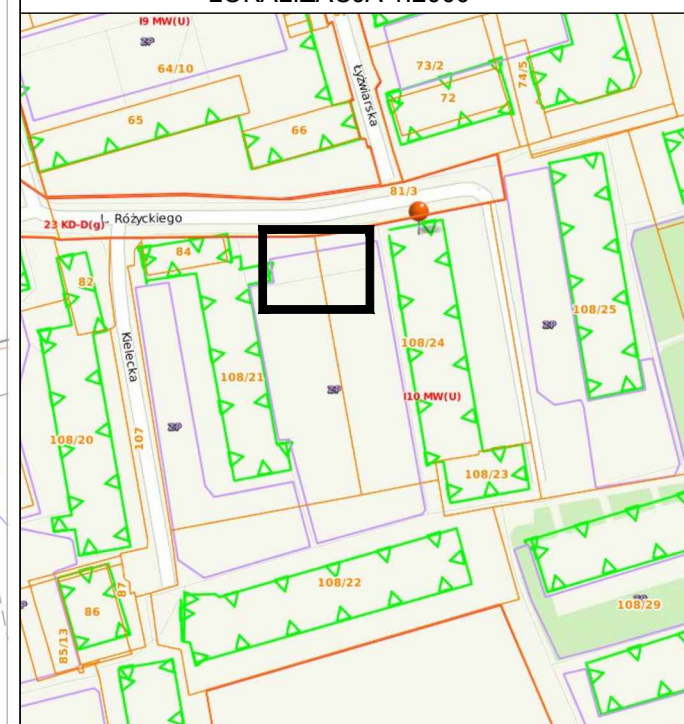 LOKALIZACJA 1:2000
I9 MW(U)
ZP
64/10
73/2
74/5
72
65
66
Łyżwiarska
81/3
L. Różyckiego
23 KD-D(g)
84
82
108/25
Kielecka
108/24
ZP
108/21
ZP
I10 MW(U)
ZP
108/20
107
108/23
108/22
87
86
108/29
85/13